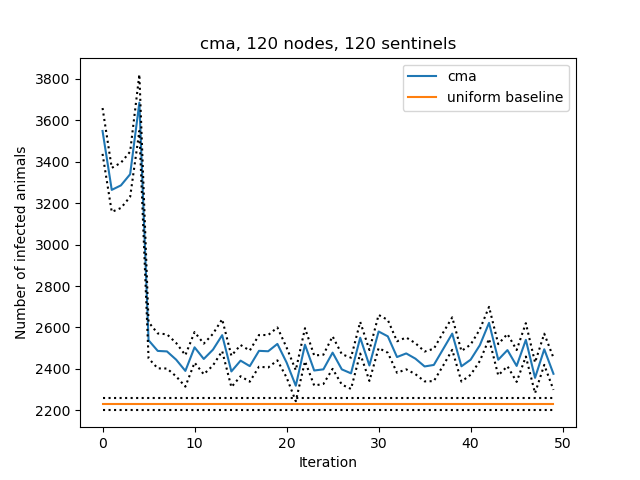 cma, 120 nodes, 120 sentinels
cma
uniform baseline
Number of infected animals
3800
3600
3400
3200
3000
2800
2600
2400
2200
0 10 20 30 40 50
Iteration